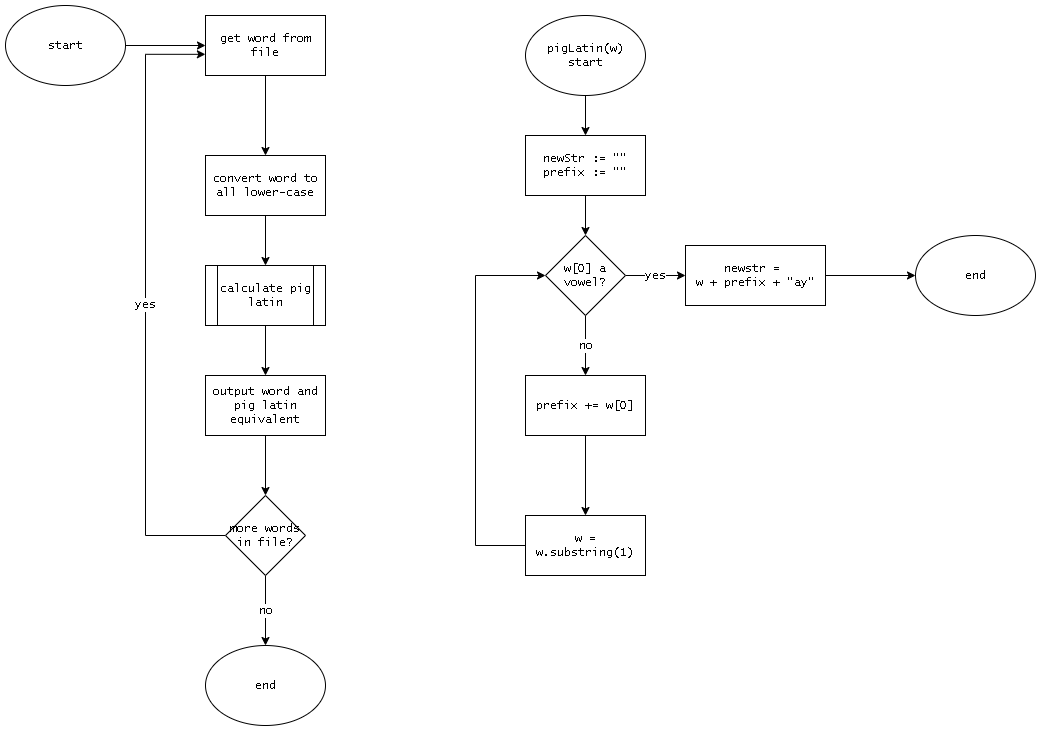 start
get word from
file
convert word to
all lower-case
calculate pig
latin
output word and
pig latin
equivalent
more words
in file?
yes
no
end
pigLatin(w)
start
newStr := ""
prefix := ""
w[0] a
vowel?
yes
newstr =
w + prefix + "ay"
end
no
prefix += w[0]
w =
w.substring(1)